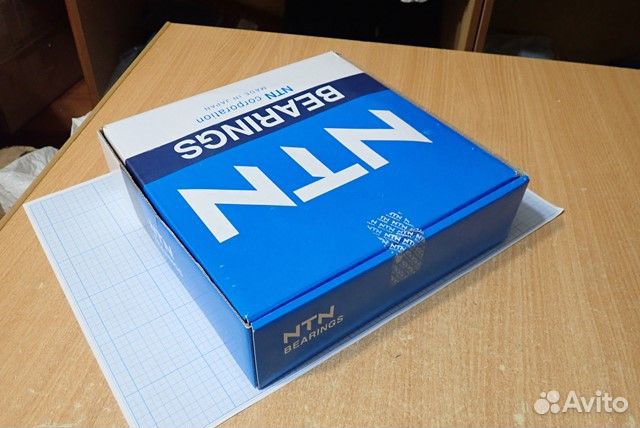 NTN
BEARINGS
NTN corporation
MADE IN JAPAN
NTN
BEARINGS
Avito